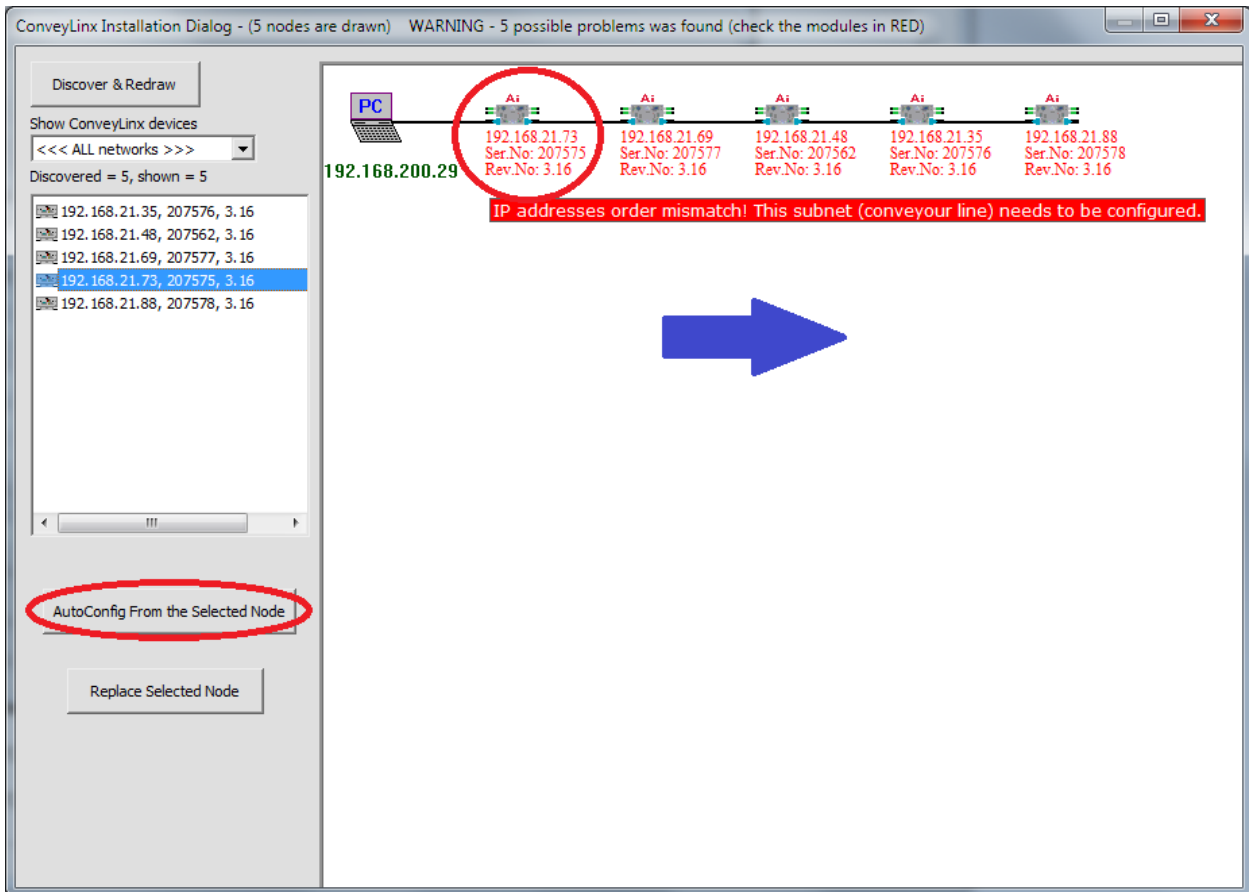 ConveyLinx Installation Dialog - (5 nodes are drawn) WARNING - 5 possible problems was found (check the modules in RED)
Discover & Redraw
Show ConveyLinx devices
<<< ALL networks >>>
Discovered = 5, shown = 5
192.168.21.35, 207576, 3.16
192.168.21.48, 207562, 3.16
192.168.21.69, 207577, 3.16
192.168.21.73, 207575, 3.16
192.168.21.88, 207578, 3.16
AutoConfig From the Selected Node
Replace Selected Node
PC
192.168.200.29
Ai
192.168.21.73
Ser.No: 207575
Rev.No: 3.16
Ai
192.168.21.69
Ser.No: 207577
Rev.No: 3.16
Ai
192.168.21.48
Ser.No: 207562
Rev.No: 3.16
Ai
192.168.21.35
Ser.No: 207576
Rev.No: 3.16
Ai
192.168.21.88
Ser.No: 207578
Rev.No: 3.16
IP addresses order mismatch! This subnet (conveyour line) needs to be configured.